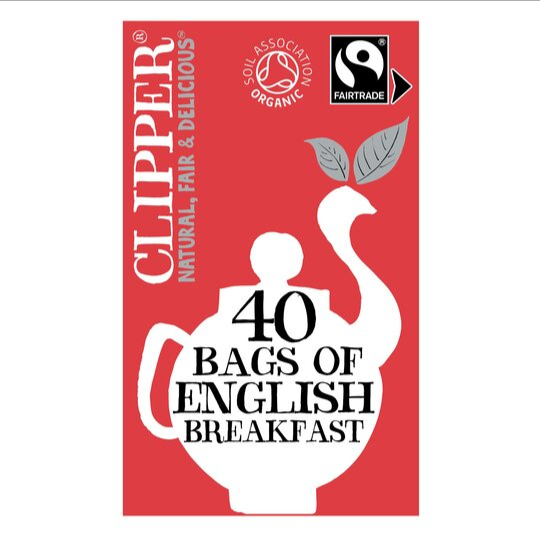 CLIPPER®
NATURAL, FAIR & DELICIOUS®
SOIL ASSOCIATION
ORGANIC
FAIRTRADE
40
BAGS OF
ENGLISH
BREAKFAST